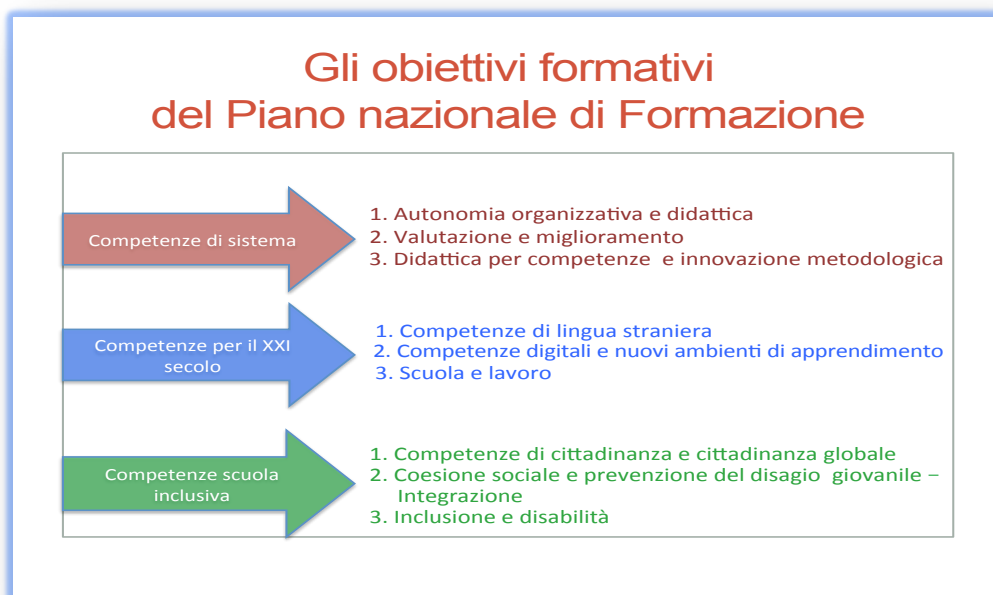 Gli obiettivi formativi
del Piano nazionale di Formazione
Competenze di sistema
1. Autonomia organizzativa e didattica
2. Valutazione e miglioramento
3. Didattica per competenze e innovazione metodologica
Competenze per il XXI
secolo
1. Competenze di lingua straniera
2. Competenze digitali e nuovi ambienti di apprendimento
3. Scuola e lavoro
Competenze scuola
inclusiva
1. Competenze di cittadinanza e cittadinanza globale
2. Coesione sociale e prevenzione del disagio giovanile –
Integrazione
3. Inclusione e disabilità